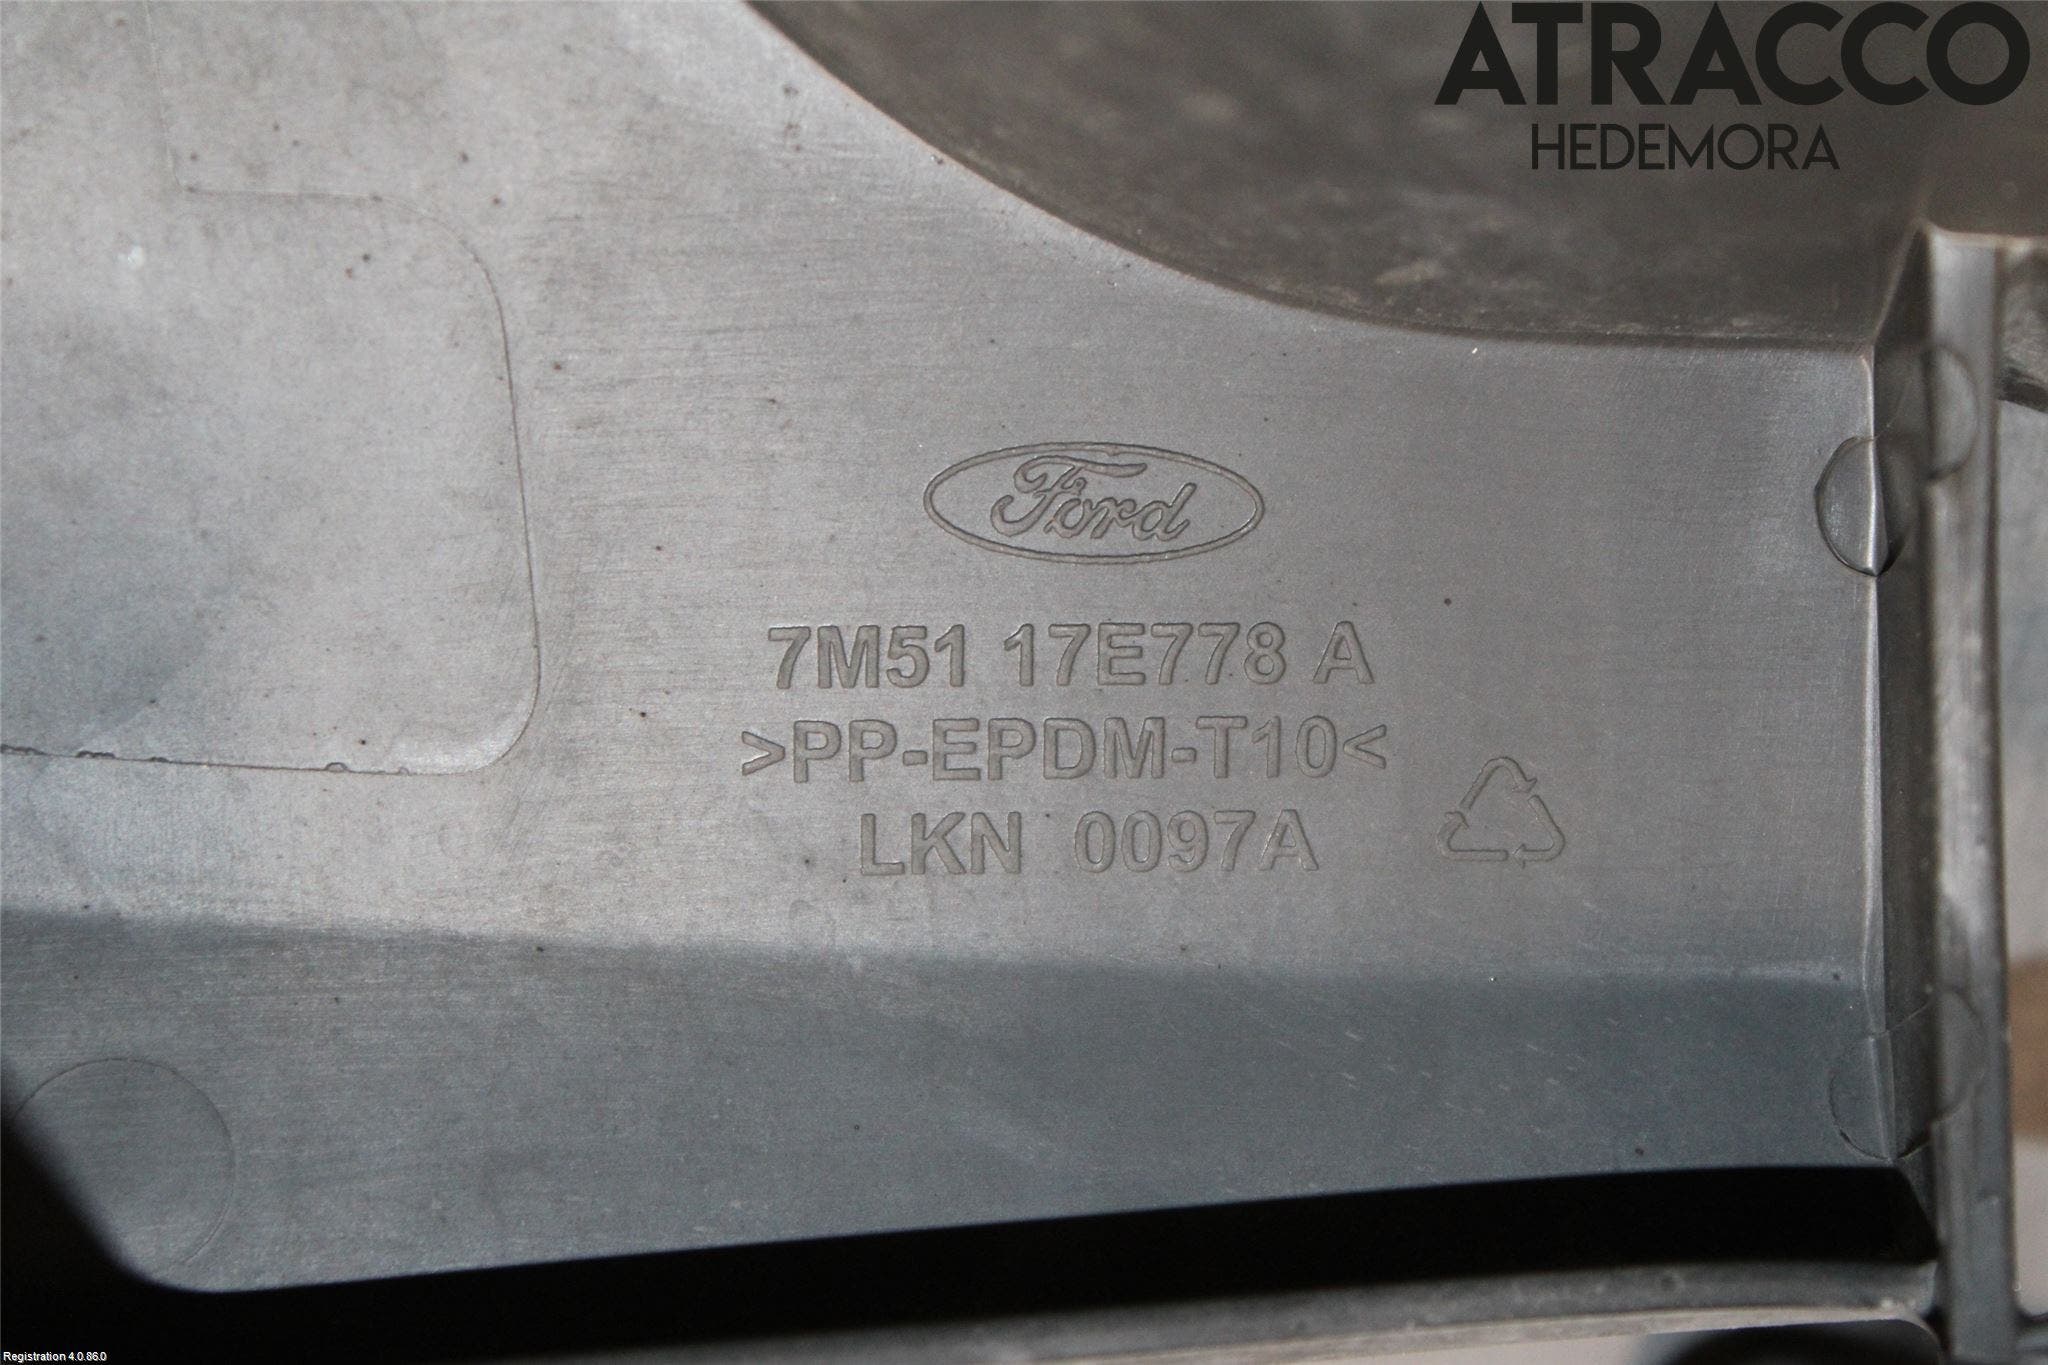 ATRACCO
HEDEMORA
Ford
7M51 17E778 A
>PP-EPDM-T10<
LKN 0097A
Registration 4.0.86.0